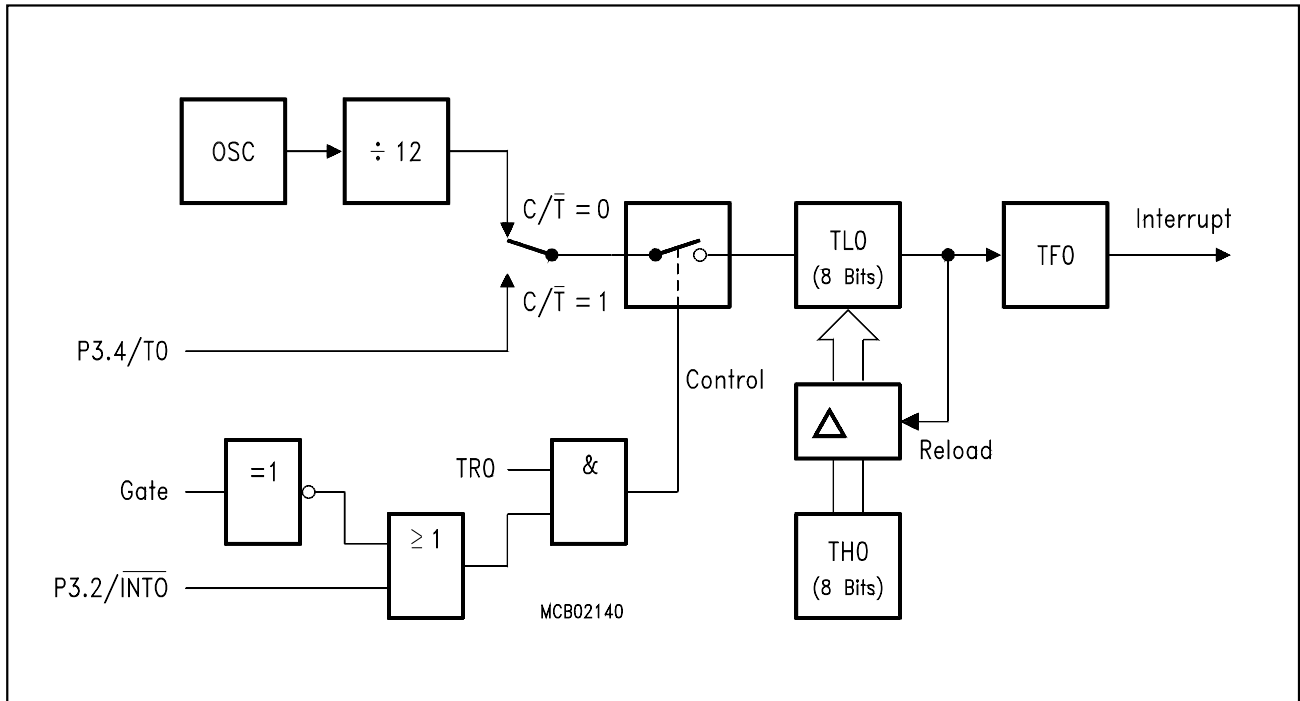 OSC
÷ 12
C/T̅ = 0
C/T̅ = 1
P3.4/T0
TL0
(8 Bits)
TF0
Interrupt
Control
Reload
TH0
(8 Bits)
Gate
=1
TR0
&
≥ 1
P3.2/I̅N̅T̅0̅
MCB02140